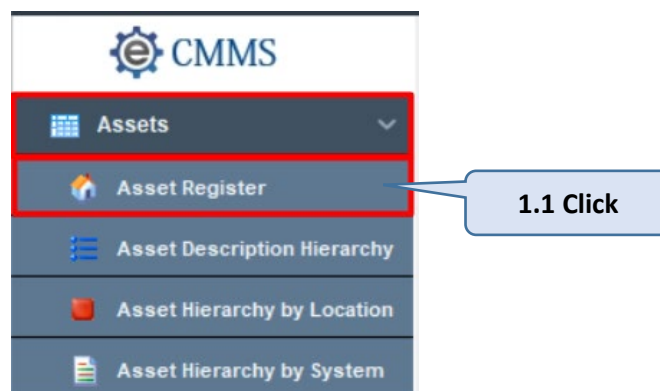 e CMMS
Assets
Asset Register
1.1 Click
Asset Description Hierarchy
Asset Hierarchy by Location
Asset Hierarchy by System